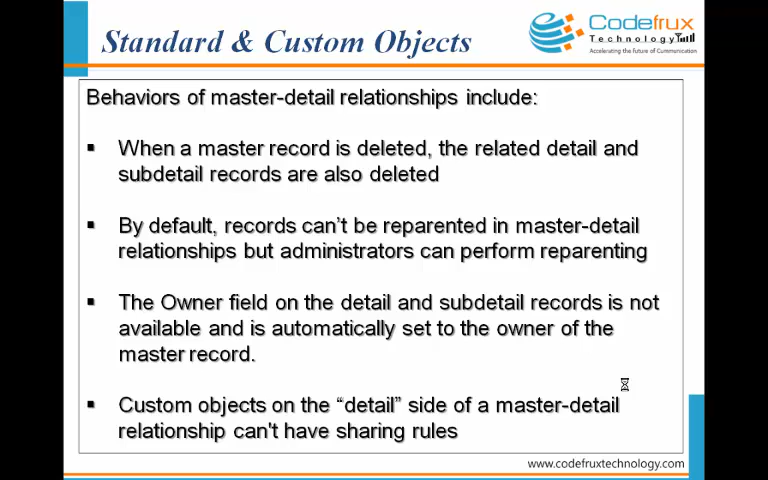 Standard & Custom Objects
Codefrux
Technology
Accelerating the future of Communication
Behaviors of master-detail relationships include:
▪ When a master record is deleted, the related detail and
subdetail records are also deleted
▪ By default, records can't be reparented in master-detail
relationships but administrators can perform reparenting
▪ The Owner field on the detail and subdetail records is not
available and is automatically set to the owner of the
master record.
▪ Custom objects on the “detail” side of a master-detail
relationship can't have sharing rules
www.codefruxtechnology.com